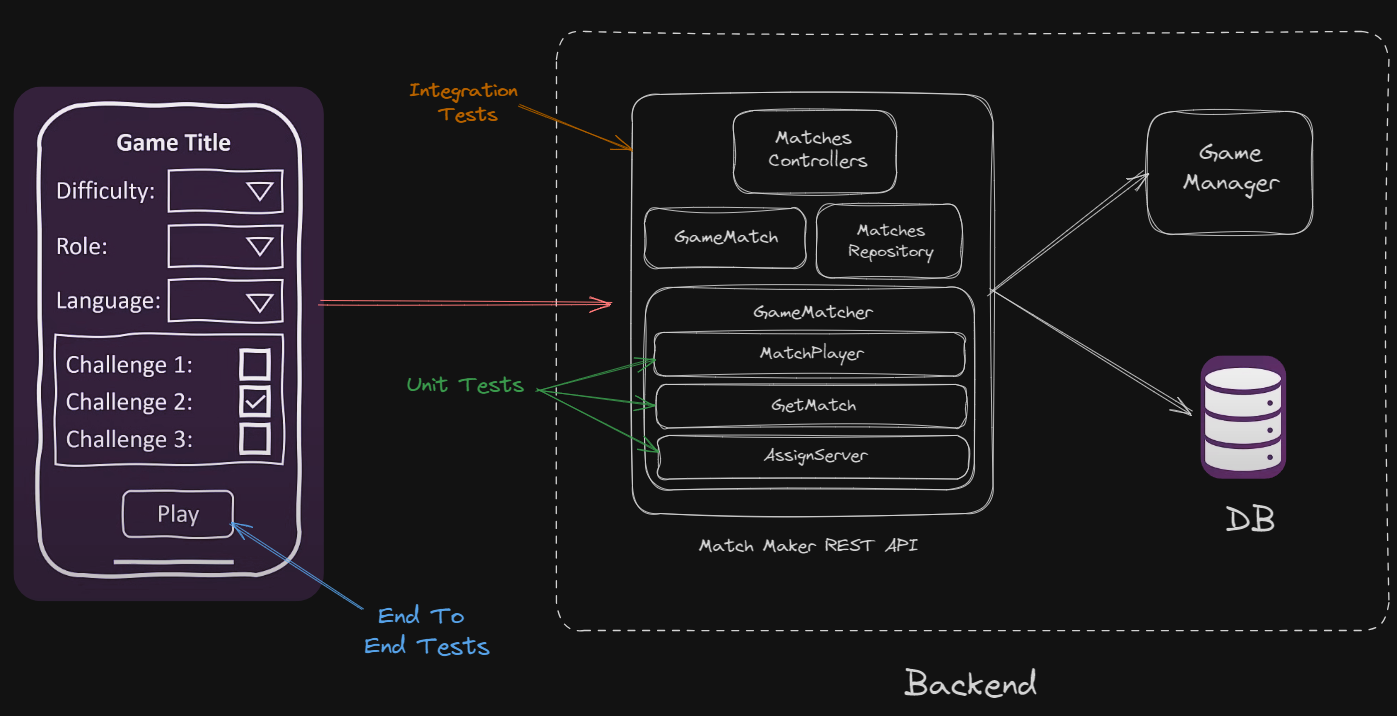 Game Title
Difficulty:
Role:
Language:
Challenge 1:
Challenge 2:
Challenge 3:
Play
Integration
Tests
Unit Tests
End To
End Tests
Matches
Controllers
GameMatch
Matches
Repository
GameMatcher
MatchPlayer
GetMatch
AssignServer
Match Maker REST API
Game
Manager
DB
Backend